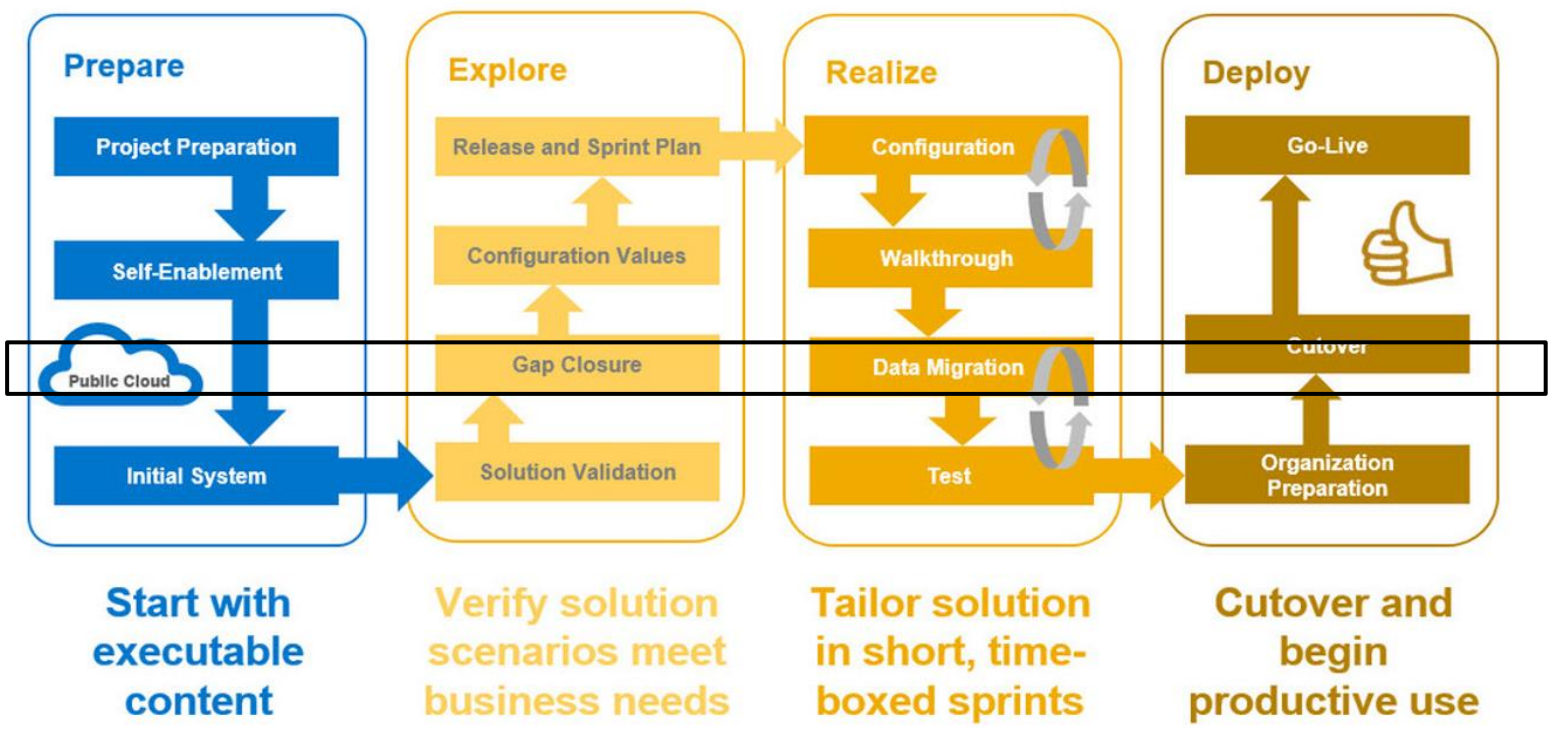 Prepare
Project Preparation
Self-Enablement
Public Cloud
Initial System
Start with
executable
content
Explore
Release and Sprint Plan
Configuration Values
Gap Closure
Solution Validation
Verify solution
scenarios meet
business needs
Realize
Configuration
Walkthrough
Data Migration
Test
Tailor solution
in short, time-
boxed sprints
Deploy
Go-Live
Cutover
Organization
Preparation
Cutover and
begin
productive use